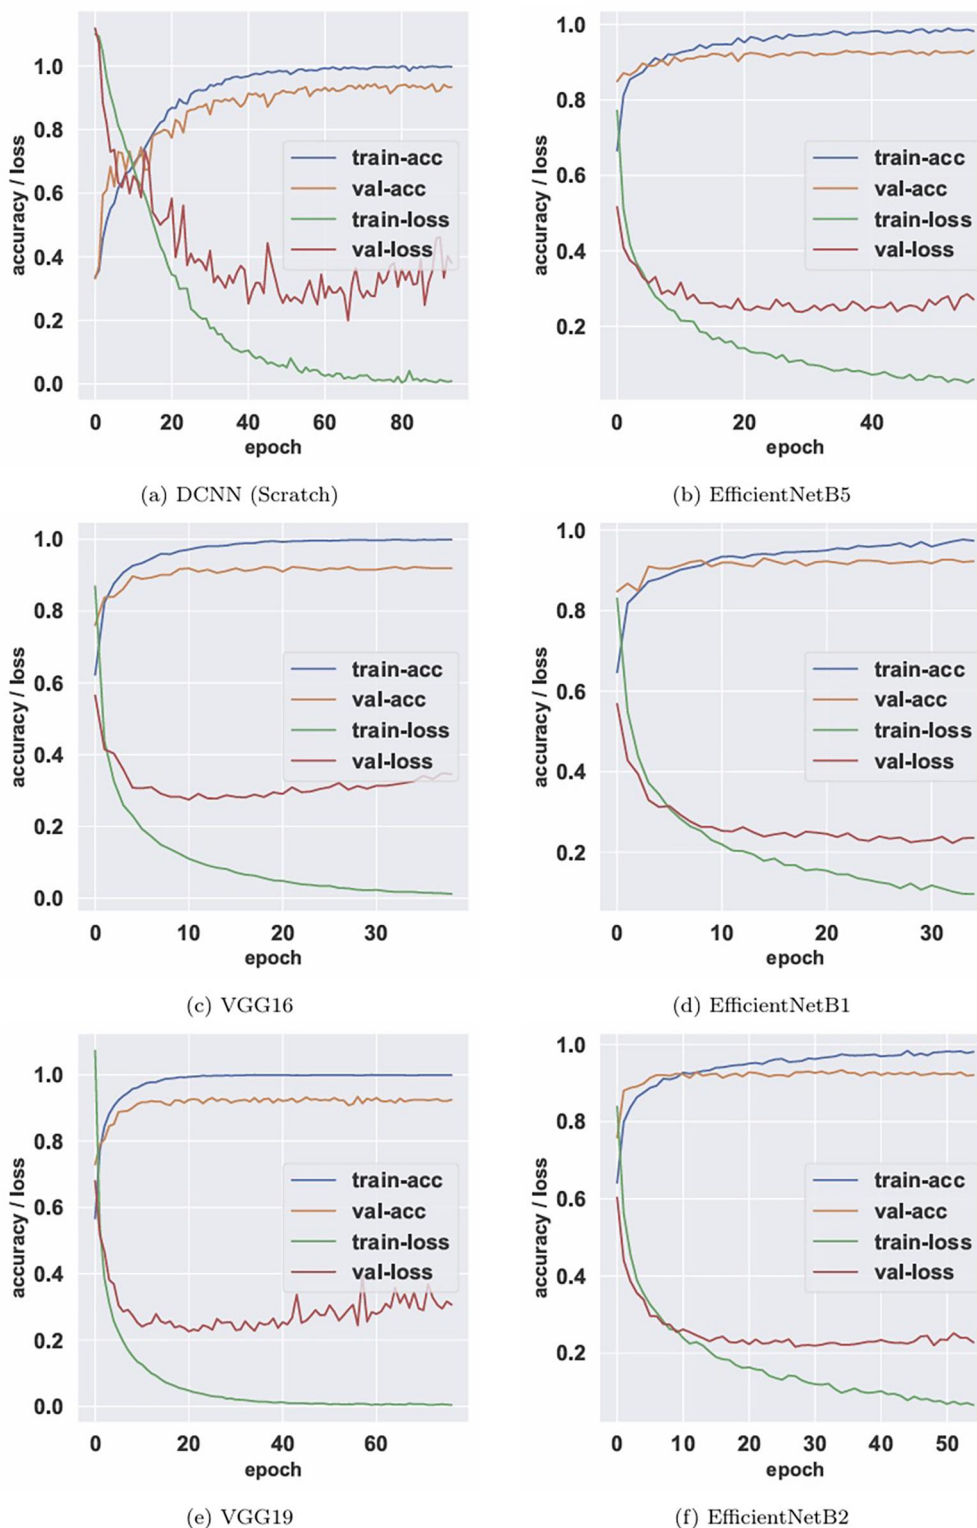 accuracy / loss
1.0
0.8
0.6
0.4
0.2
0.0
train-acc
val-acc
train-loss
val-loss
0 20 40 60 80
epoch
(a) DCNN (Scratch)
accuracy / loss
1.0
0.8
0.6
0.4
0.2
train-acc
val-acc
train-loss
val-loss
0 20 40
epoch
(b) EfficientNetB5
accuracy / loss
1.0
0.8
0.6
0.4
0.2
0.0
train-acc
val-acc
train-loss
val-loss
0 10 20 30
epoch
(c) VGG16
accuracy / loss
1.0
0.8
0.6
0.4
0.2
train-acc
val-acc
train-loss
val-loss
0 10 20 30
epoch
(d) EfficientNetB1
accuracy / loss
1.0
0.8
0.6
0.4
0.2
0.0
train-acc
val-acc
train-loss
val-loss
0 20 40 60
epoch
(e) VGG19
accuracy / loss
1.0
0.8
0.6
0.4
0.2
train-acc
val-acc
train-loss
val-loss
0 10 20 30 40 50
epoch
(f) EfficientNetB2